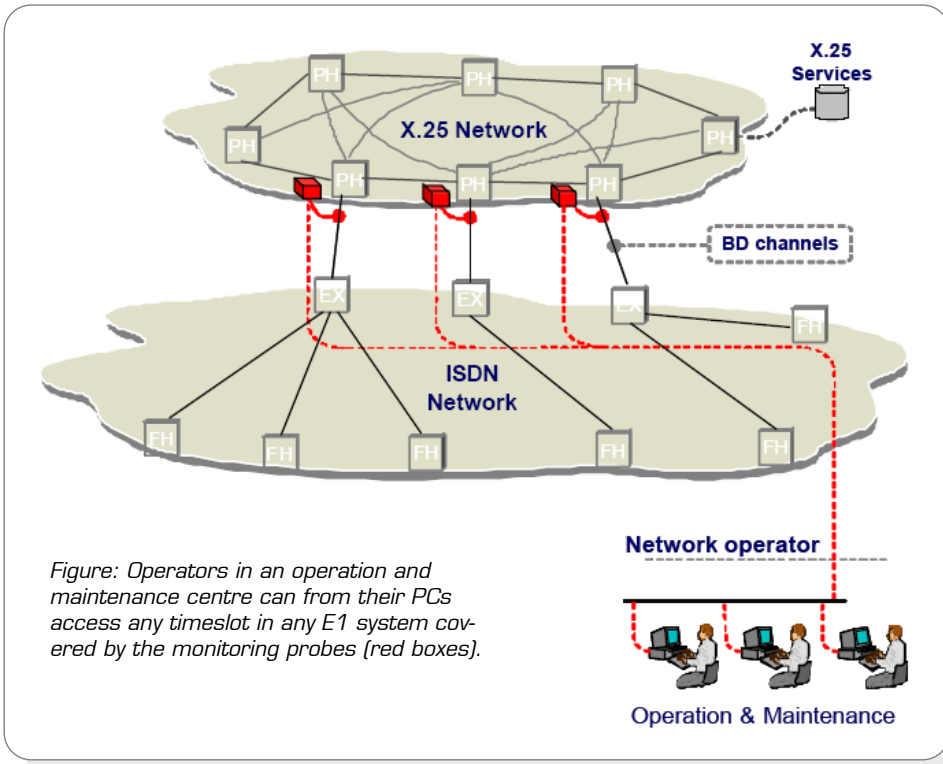 X.25
Services
PH
PH
PH
X.25 Network
PH
PH
PH
PH
PH
BD channels
EX
EX
EX
FH
ISDN
Network
FH
FH
FH
FH
FH
Network operator
Figure: Operators in an operation and
maintenance centre can from their PCs
access any timeslot in any E1 system cov-
ered by the monitoring probes (red boxes).
Operation & Maintenance